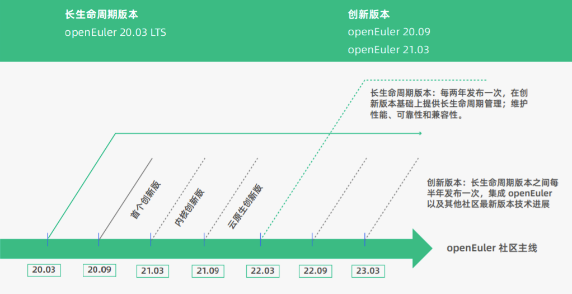 长生命周期版本
openEuler 20.03 LTS
创新版本
openEuler 20.09
openEuler 21.03
长生命周期版本：每两年发布一次，在创
新版本基础上提供长生命周期管理；维护
性能、可靠性和兼容性。
首个创新版
内核创新版
云原生创新版
创新版本：长生命周期版本之间每
半年发布一次，集成 openEuler
以及其他社区最新版本技术进展
openEuler 社区主线
20.03
20.09
21.03
21.09
22.03
22.09
23.03